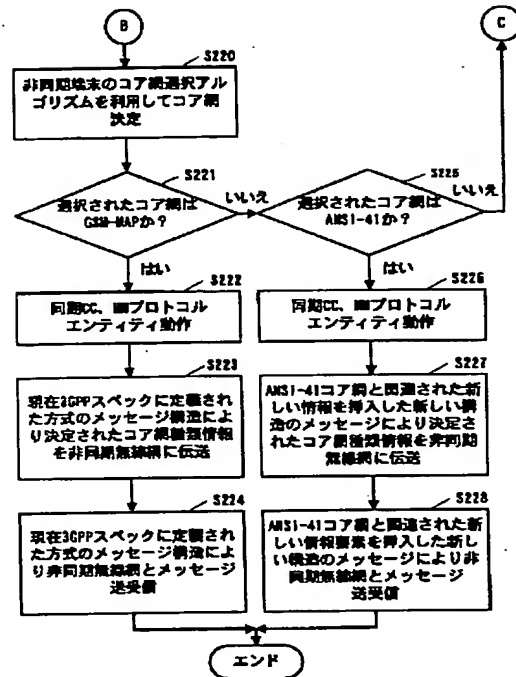 B
C
S220
非同期端末のコア網選択アル
ゴリズムを利用してコア網
決定
S221
選択されたコア網は
GSM-MAPか?
いいえ
はい
S225
選択されたコア網は
ANSI-41か?
いいえ
はい
S222
同期CC、MMプロトコル
エンティティ動作
S226
同期CC、MMプロトコル
エンティティ動作
S223
現在3GPPスペックに定義され
た方式のメッセージ構造によ
り決定されたコア網種類情報
を非同期無線網に伝送
S227
ANSI-41コア網と関連された新
しい情報を挿入した新しい構
造のメッセージにより決定さ
れたコア網種類情報を非同期
無線網に伝送
S224
現在3GPPスペックに定義され
た方式のメッセージ構造によ
り非同期無線網とメッセージ
送受信
S228
ANSI-41コア網と関連された新
しい情報要素を挿入した新し
い構造のメッセージにより非
同期無線網とメッセージ
送受信
エンド